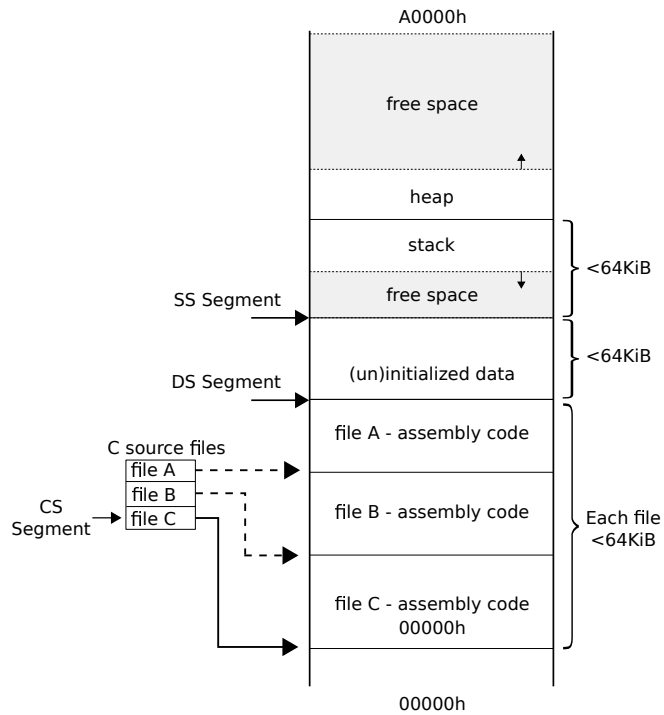 A0000h
free space
heap
stack
<64KiB
free space
SS Segment
<64KiB
(un)initialized data
DS Segment
file A - assembly code
C source files
file A
file B
file C
CS
Segment
file B - assembly code
Each file
<64KiB
file C - assembly code
00000h
00000h